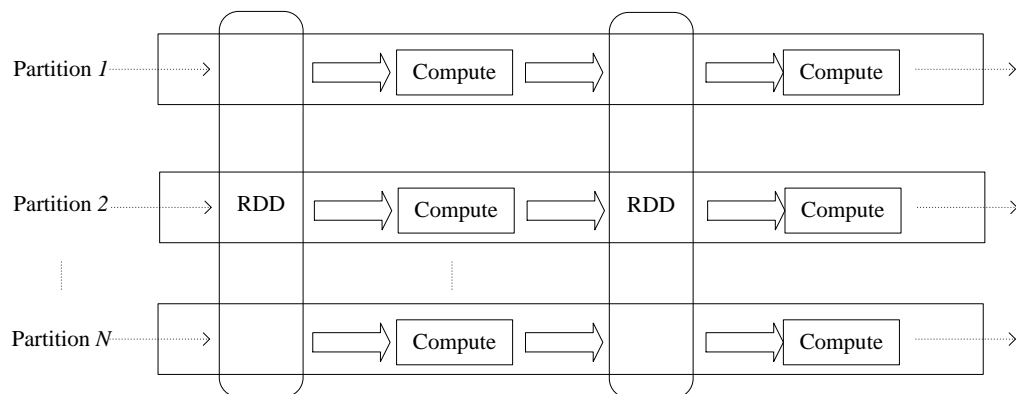 Partition 1
Compute
Compute
Partition 2
RDD
Compute
RDD
Compute
Partition N
Compute
Compute